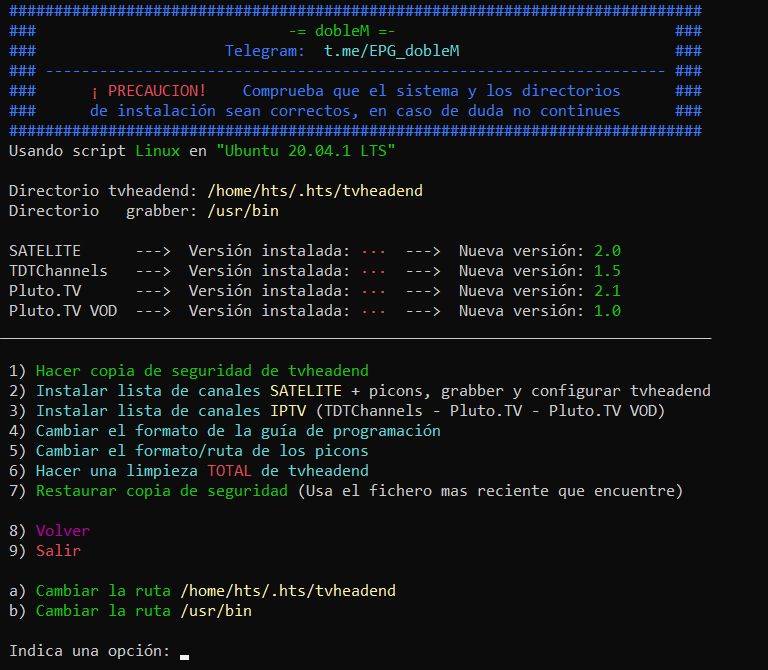 #############################################################################
### -= dobleM =- ###
### Telegram: t.me/EPG_dobleM ###
### --------------------------------------------------------------------- ###
### ¡ PRECAUCION! Comprueba que el sistema y los directorios ###
### de instalación sean correctos, en caso de duda no continues ###
#############################################################################
Usando script Linux en "Ubuntu 20.04.1 LTS"
Directorio tvheadend: /home/hts/.hts/tvheadend
Directorio grabber: /usr/bin
SATELITE ---> Versión instalada: ··· ---> Nueva versión: 2.0
TDTChannels ---> Versión instalada: ··· ---> Nueva versión: 1.5
Pluto.TV ---> Versión instalada: ··· ---> Nueva versión: 2.1
Pluto.TV VOD ---> Versión instalada: ··· ---> Nueva versión: 1.0
_______________________________________________________________________________
1) Hacer copia de seguridad de tvheadend
2) Instalar lista de canales SATELITE + picons, grabber y configurar tvheadend
3) Instalar lista de canales IPTV (TDTChannels - Pluto.TV - Pluto.TV VOD)
4) Cambiar el formato de la guía de programación
5) Cambiar el formato/ruta de los picons
6) Hacer una limpieza TOTAL de tvheadend
7) Restaurar copia de seguridad (Usa el fichero mas reciente que encuentre)
8) Volver
9) Salir
a) Cambiar la ruta /home/hts/.hts/tvheadend
b) Cambiar la ruta /usr/bin
Indica una opción: